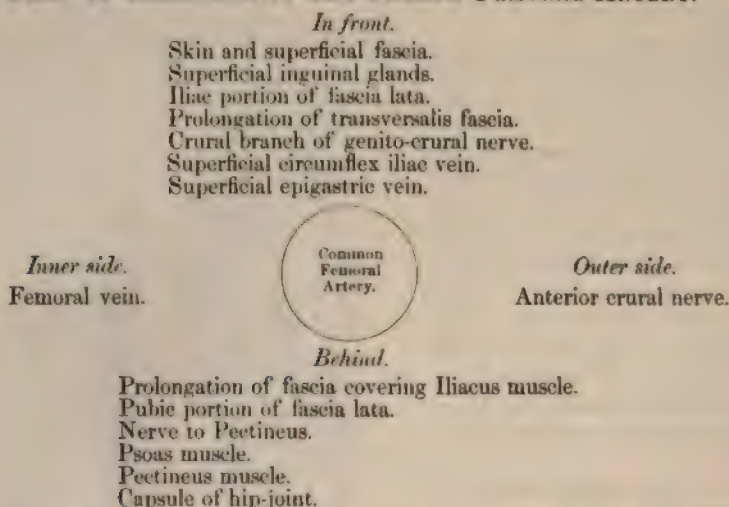 In front.
Skin and superficial fascia.
Superficial inguinal glands.
Iliac portion of fascia lata.
Prolongation of transversalis fascia.
Crural branch of genito-crural nerve.
Superficial circumflex iliac vein.
Superficial epigastric vein.
Inner side.
Femoral vein.
Common
Femoral
Artery.
Outer side.
Anterior crural nerve.
Behind.
Prolongation of fascia covering Iliacus muscle.
Pubic portion of fascia lata.
Nerve to Pectineus.
Psoas muscle.
Pectineus muscle.
Capsule of hip-joint.